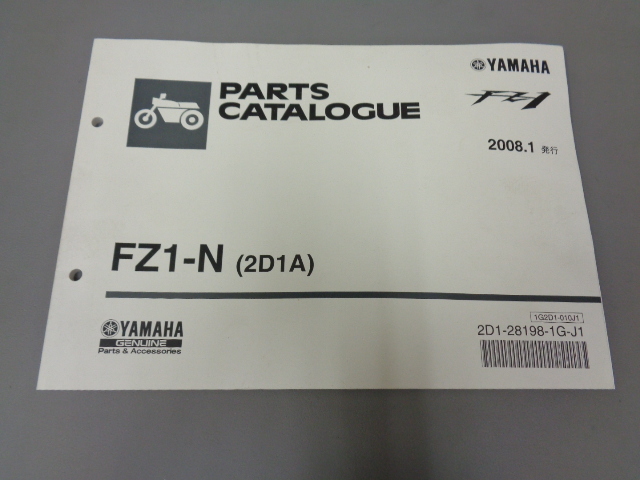 PARTS
CATALOGUE
YAMAHA
FZ1
2008.1 発行
FZ1-N (2D1A)
YAMAHA
GENUINE
Parts & Accessories
1G2D1-010J1
2D1-28198-1G-J1